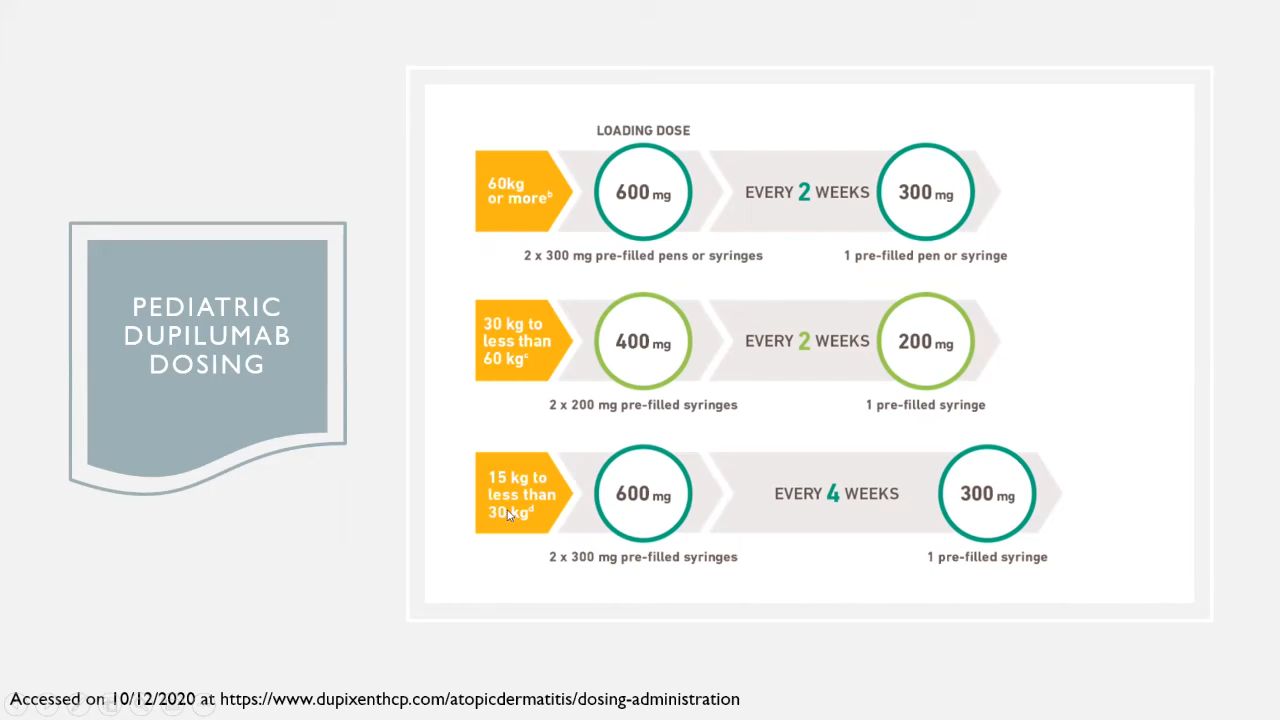 PEDIATRIC
DUPILUMAB
DOSING
LOADING DOSE
60kg
or moreᵇ
600 mg
EVERY 2 WEEKS
300 mg
2 x 300 mg pre-filled pens or syringes
1 pre-filled pen or syringe
30 kg to
less than
60 kgᶜ
400 mg
EVERY 2 WEEKS
200 mg
2 x 200 mg pre-filled syringes
1 pre-filled syringe
15 kg to
less than
30 kgᵈ
600 mg
EVERY 4 WEEKS
300 mg
2 x 300 mg pre-filled syringes
1 pre-filled syringe
Accessed on 10/12/2020 at https://www.dupixenthcp.com/atopicdermatitis/dosing-administration